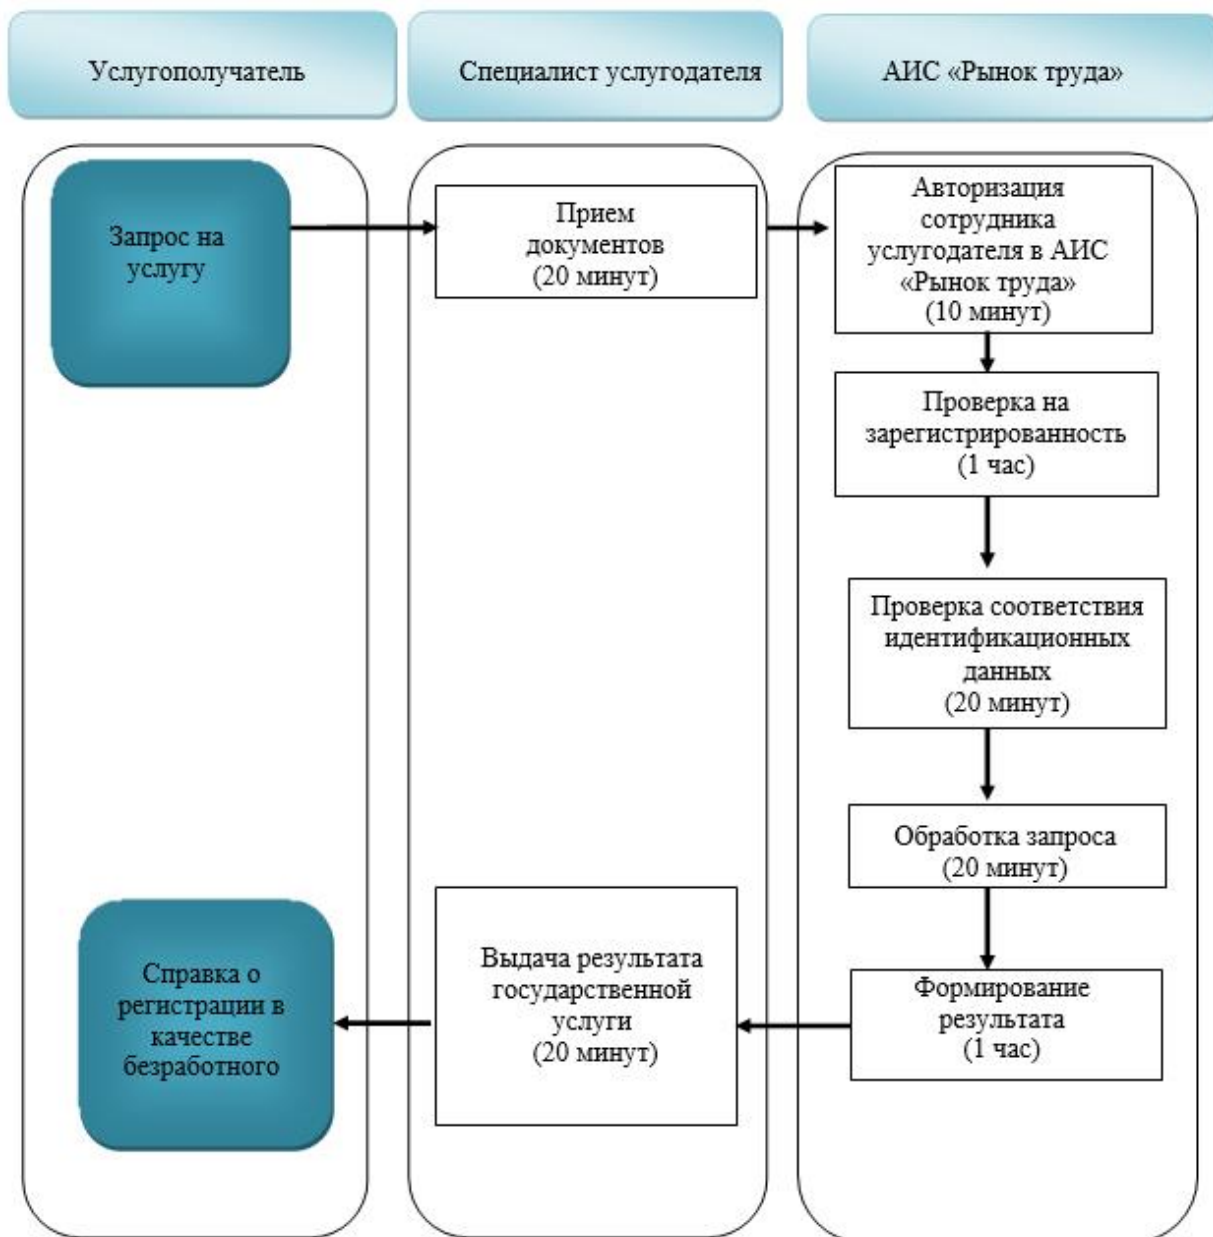 Услугополучатель
Специалист услугодателя
АИС «Рынок труда»
Запрос на
услугу
Прием
документов
(20 минут)
Авторизация
сотрудника
услугодателя в АИС
«Рынок труда»
(10 минут)
Проверка на
зарегистрированность
(1 час)
Проверка соответствия
идентификационных
данных
(20 минут)
Обработка запроса
(20 минут)
Формирование
результата
(1 час)
Выдача результата
государственной
услуги
(20 минут)
Справка о
регистрации в
качестве
безработного